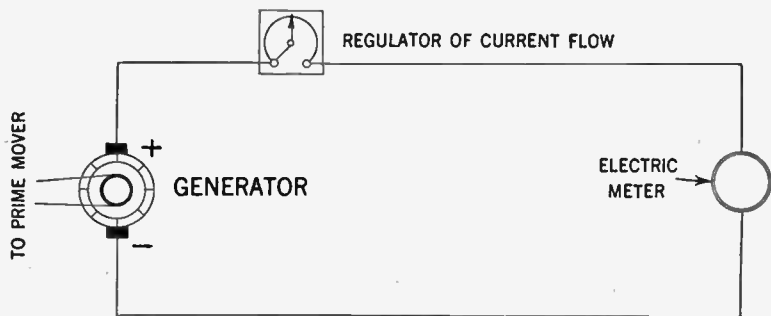 REGULATOR OF CURRENT FLOW
TO PRIME MOVER
+
GENERATOR
−
ELECTRIC
METER